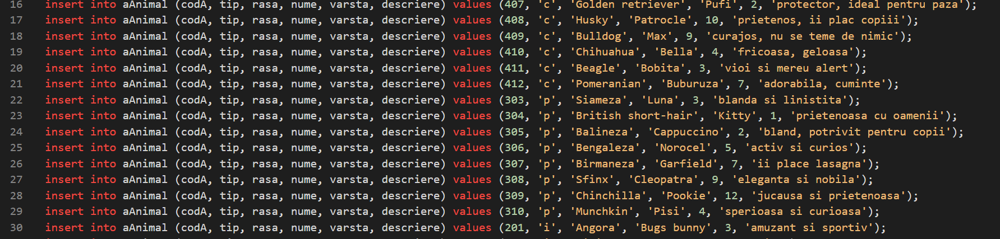 16 insert into aAnimal (codA, tip, rasa, nume, varsta, descriere) values (407, 'c', 'Golden retriever', 'Pufi', 2, 'protector, ideal pentru paza');
17 insert into aAnimal (codA, tip, rasa, nume, varsta, descriere) values (408, 'c', 'Husky', 'Patrocle', 10, 'prietenos, ii plac copiii');
18 insert into aAnimal (codA, tip, rasa, nume, varsta, descriere) values (409, 'c', 'Bulldog', 'Max', 9, 'curajos, nu se teme de nimic');
19 insert into aAnimal (codA, tip, rasa, nume, varsta, descriere) values (410, 'c', 'Chihuahua', 'Bella', 4, 'fricoasa, geloasa');
20 insert into aAnimal (codA, tip, rasa, nume, varsta, descriere) values (411, 'c', 'Beagle', 'Bobita', 3, 'vioi si mereu alert');
21 insert into aAnimal (codA, tip, rasa, nume, varsta, descriere) values (412, 'c', 'Pomeranian', 'Buburuza', 7, 'adorabila, cuminte');
22 insert into aAnimal (codA, tip, rasa, nume, varsta, descriere) values (303, 'p', 'Siameza', 'Luna', 3, 'blanda si linistita');
23 insert into aAnimal (codA, tip, rasa, nume, varsta, descriere) values (304, 'p', 'British short-hair', 'Kitty', 1, 'prietenoasa cu oamenii');
24 insert into aAnimal (codA, tip, rasa, nume, varsta, descriere) values (305, 'p', 'Balineza', 'Cappuccino', 2, 'bland, potrivit pentru copii');
25 insert into aAnimal (codA, tip, rasa, nume, varsta, descriere) values (306, 'p', 'Bengaleza', 'Norocel', 5, 'activ si curios');
26 insert into aAnimal (codA, tip, rasa, nume, varsta, descriere) values (307, 'p', 'Birmaneza', 'Garfield', 7, 'ii place lasagna');
27 insert into aAnimal (codA, tip, rasa, nume, varsta, descriere) values (308, 'p', 'Sfinx', 'Cleopatra', 9, 'eleganta si nobila');
28 insert into aAnimal (codA, tip, rasa, nume, varsta, descriere) values (309, 'p', 'Chinchilla', 'Pookie', 12, 'jucausa si prietenoasa');
29 insert into aAnimal (codA, tip, rasa, nume, varsta, descriere) values (310, 'p', 'Munchkin', 'Pisi', 4, 'sperioasa si curioasa');
30 insert into aAnimal (codA, tip, rasa, nume, varsta, descriere) values (201, 'i', 'Angora', 'Bugs bunny', 3, 'amuzant si sportiv');